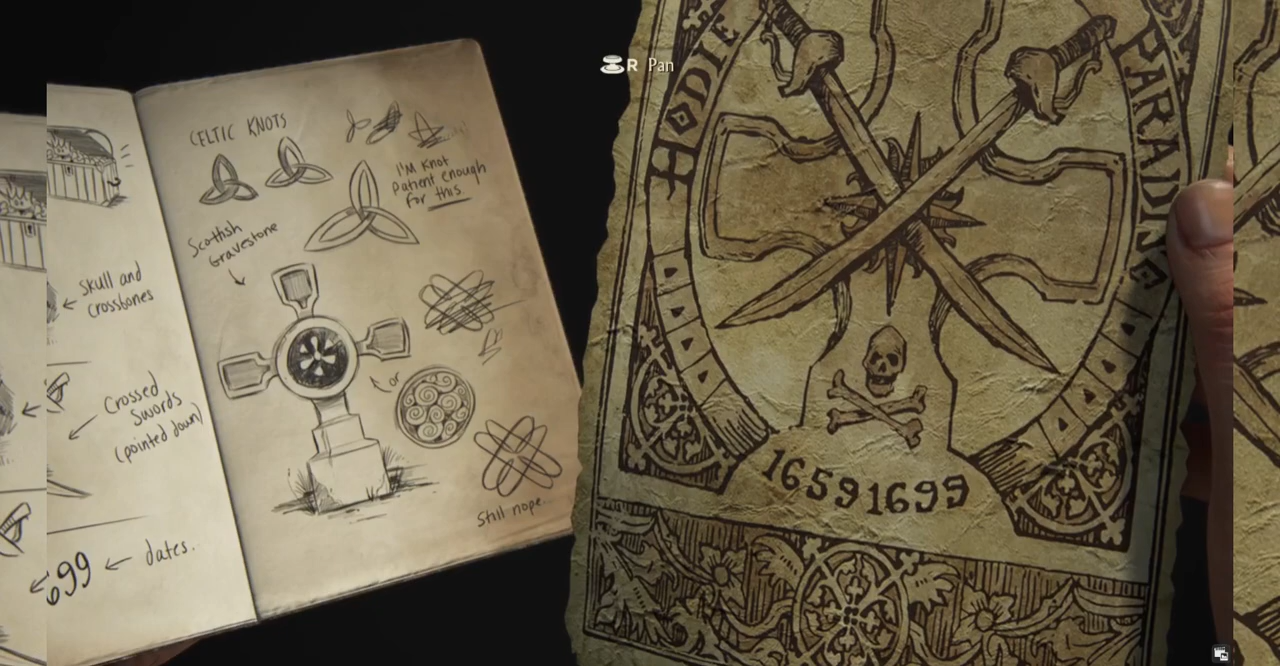 R Pan
CELTIC KNOTS
I'M Knot
Patient enough
for this.
Scottish
Gravestone
or
Still nope.
Skull and
crossbones
Crossed
Swords
(pointed down)
699
dates.
HODIE
PARADISO
16591699